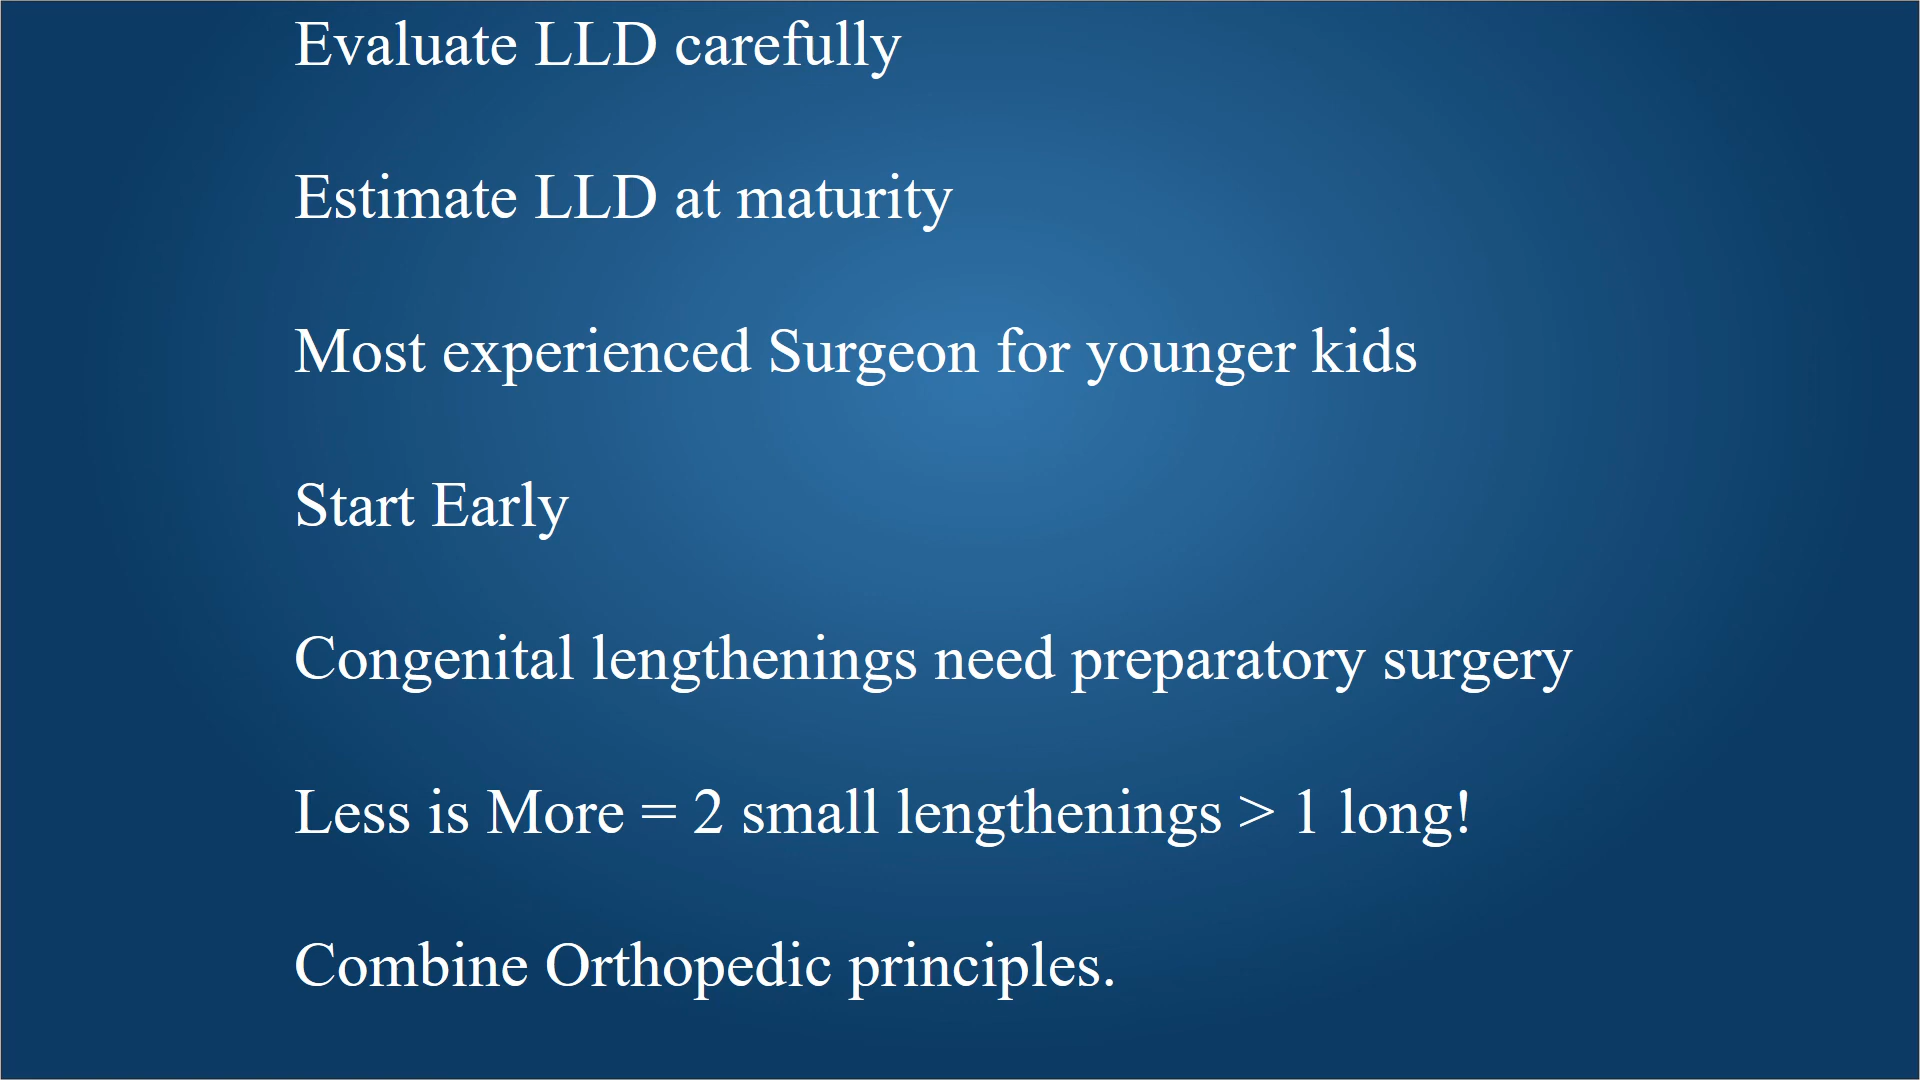 Evaluate LLD carefully
Estimate LLD at maturity
Most experienced Surgeon for younger kids
Start Early
Congenital lengthenings need preparatory surgery
Less is More = 2 small lengthenings > 1 long!
Combine Orthopedic principles.